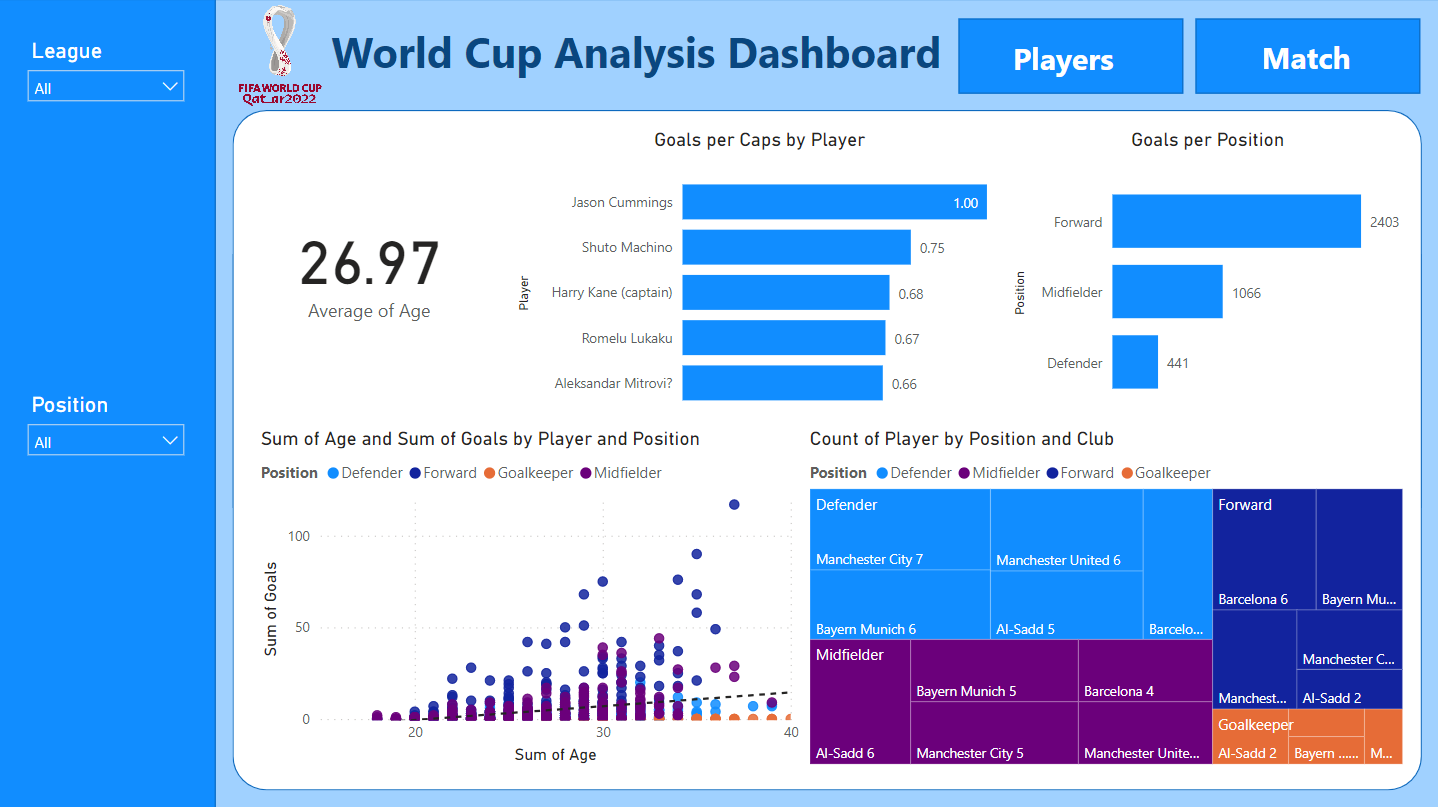 League
All
Position
All
FIFA WORLD CUP
Qatar2022
World Cup Analysis Dashboard
Players
Match
26.97
Average of Age
Goals per Caps by Player
Player
Jason Cummings
1.00
Shuto Machino
0.75
Harry Kane (captain)
0.68
Romelu Lukaku
0.67
Aleksandar Mitrovi?
0.66
Goals per Position
Position
Forward
2403
Midfielder
1066
Defender
441
Sum of Age and Sum of Goals by Player and Position
Position Defender Forward Goalkeeper Midfielder
Sum of Goals
100
50
0
20
30
40
Sum of Age
Count of Player by Position and Club
Position Defender Midfielder Forward Goalkeeper
Defender
Manchester City 7
Manchester United 6
Bayern Munich 6
Al-Sadd 5
Barcelo...
Midfielder
Al-Sadd 6
Bayern Munich 5
Barcelona 4
Manchester City 5
Manchester Unite...
Forward
Barcelona 6
Bayern Mu...
Manchest...
Manchester C...
Al-Sadd 2
Goalkeeper
Al-Sadd 2
Bayern ......
M...